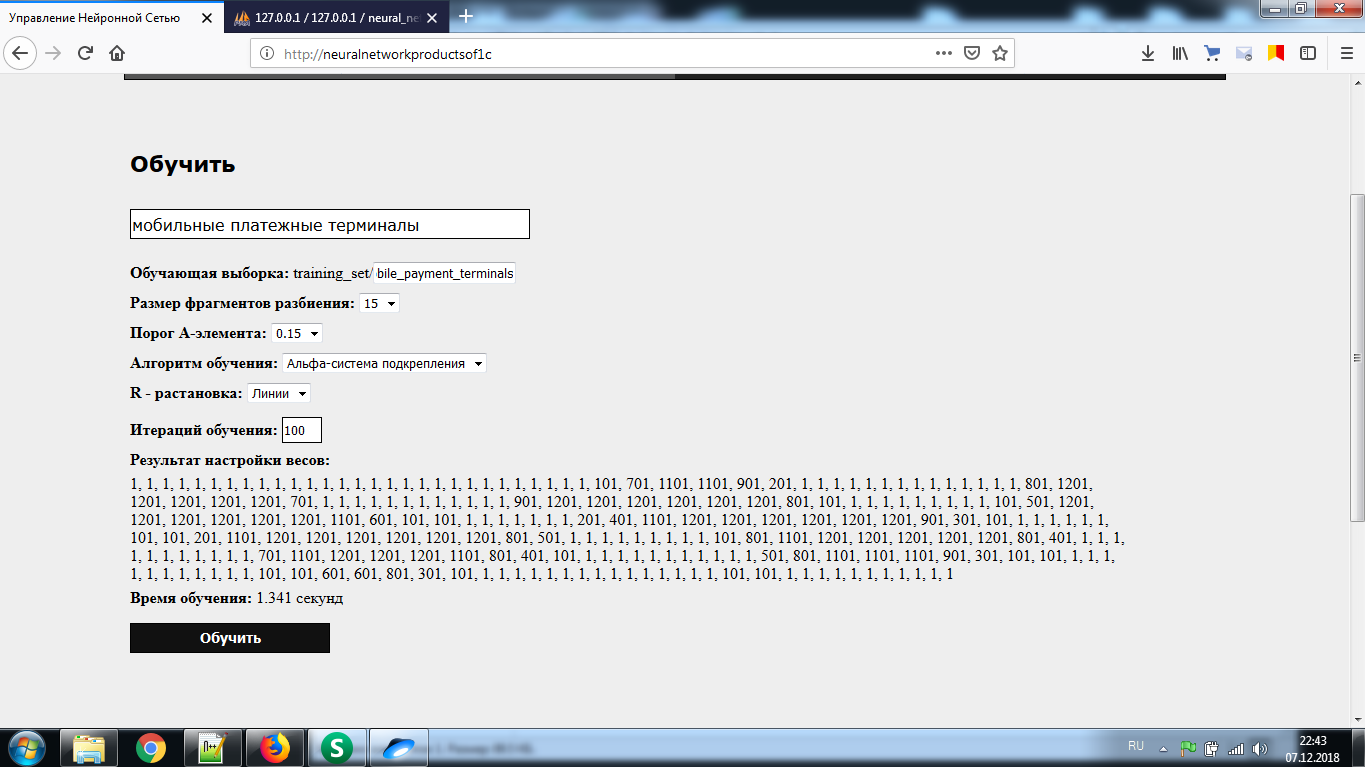 Управление Нейронной Сетью
127.0.0.1 / 127.0.0.1 / neural_ne
http://neuralnetworkproductsof1c
Обучить
мобильные платежные терминалы
Обучающая выборка: training_set/bile_payment_terminals
Размер фрагментов разбиения: 15
Порог А-элемента: 0.15
Алгоритм обучения: Альфа-система подкрепления
R - растановка: Линии
Итераций обучения: 100
Результат настройки весов:
1, 1, 1, 1, 1, 1, 1, 1, 1, 1, 1, 1, 1, 1, 1, 1, 1, 1, 1, 1, 1, 1, 1, 1, 1, 1, 1, 1, 1, 101, 701, 1101, 1101, 901, 201, 1, 1, 1, 1, 1, 1, 1, 1, 1, 1, 1, 1, 1, 1, 801, 1201,
1201, 1201, 1201, 1201, 701, 1, 1, 1, 1, 1, 1, 1, 1, 1, 1, 1, 1, 901, 1201, 1201, 1201, 1201, 1201, 1201, 801, 101, 1, 1, 1, 1, 1, 1, 1, 1, 1, 101, 501, 1201,
1201, 1201, 1201, 1201, 1201, 1101, 601, 101, 101, 1, 1, 1, 1, 1, 1, 1, 201, 401, 1101, 1201, 1201, 1201, 1201, 1201, 1201, 901, 301, 101, 1, 1, 1, 1, 1, 1,
101, 101, 201, 1101, 1201, 1201, 1201, 1201, 1201, 1201, 801, 501, 1, 1, 1, 1, 1, 1, 1, 1, 1, 101, 801, 1101, 1201, 1201, 1201, 1201, 1201, 801, 401, 1, 1, 1, 1,
1, 1, 1, 1, 1, 1, 1, 1, 701, 1101, 1201, 1201, 1201, 1101, 801, 401, 101, 1, 1, 1, 1, 1, 1, 1, 1, 1, 1, 1, 501, 801, 1101, 1101, 1101, 901, 301, 101, 101, 1, 1, 1,
1, 1, 1, 1, 1, 1, 1, 1, 101, 101, 601, 601, 801, 301, 101, 1, 1, 1, 1, 1, 1, 1, 1, 1, 1, 1, 1, 1, 1, 1, 101, 101, 1, 1, 1, 1, 1, 1, 1, 1, 1, 1, 1
Время обучения: 1.341 секунд
Обучить
RU
22:43
07.12.2018